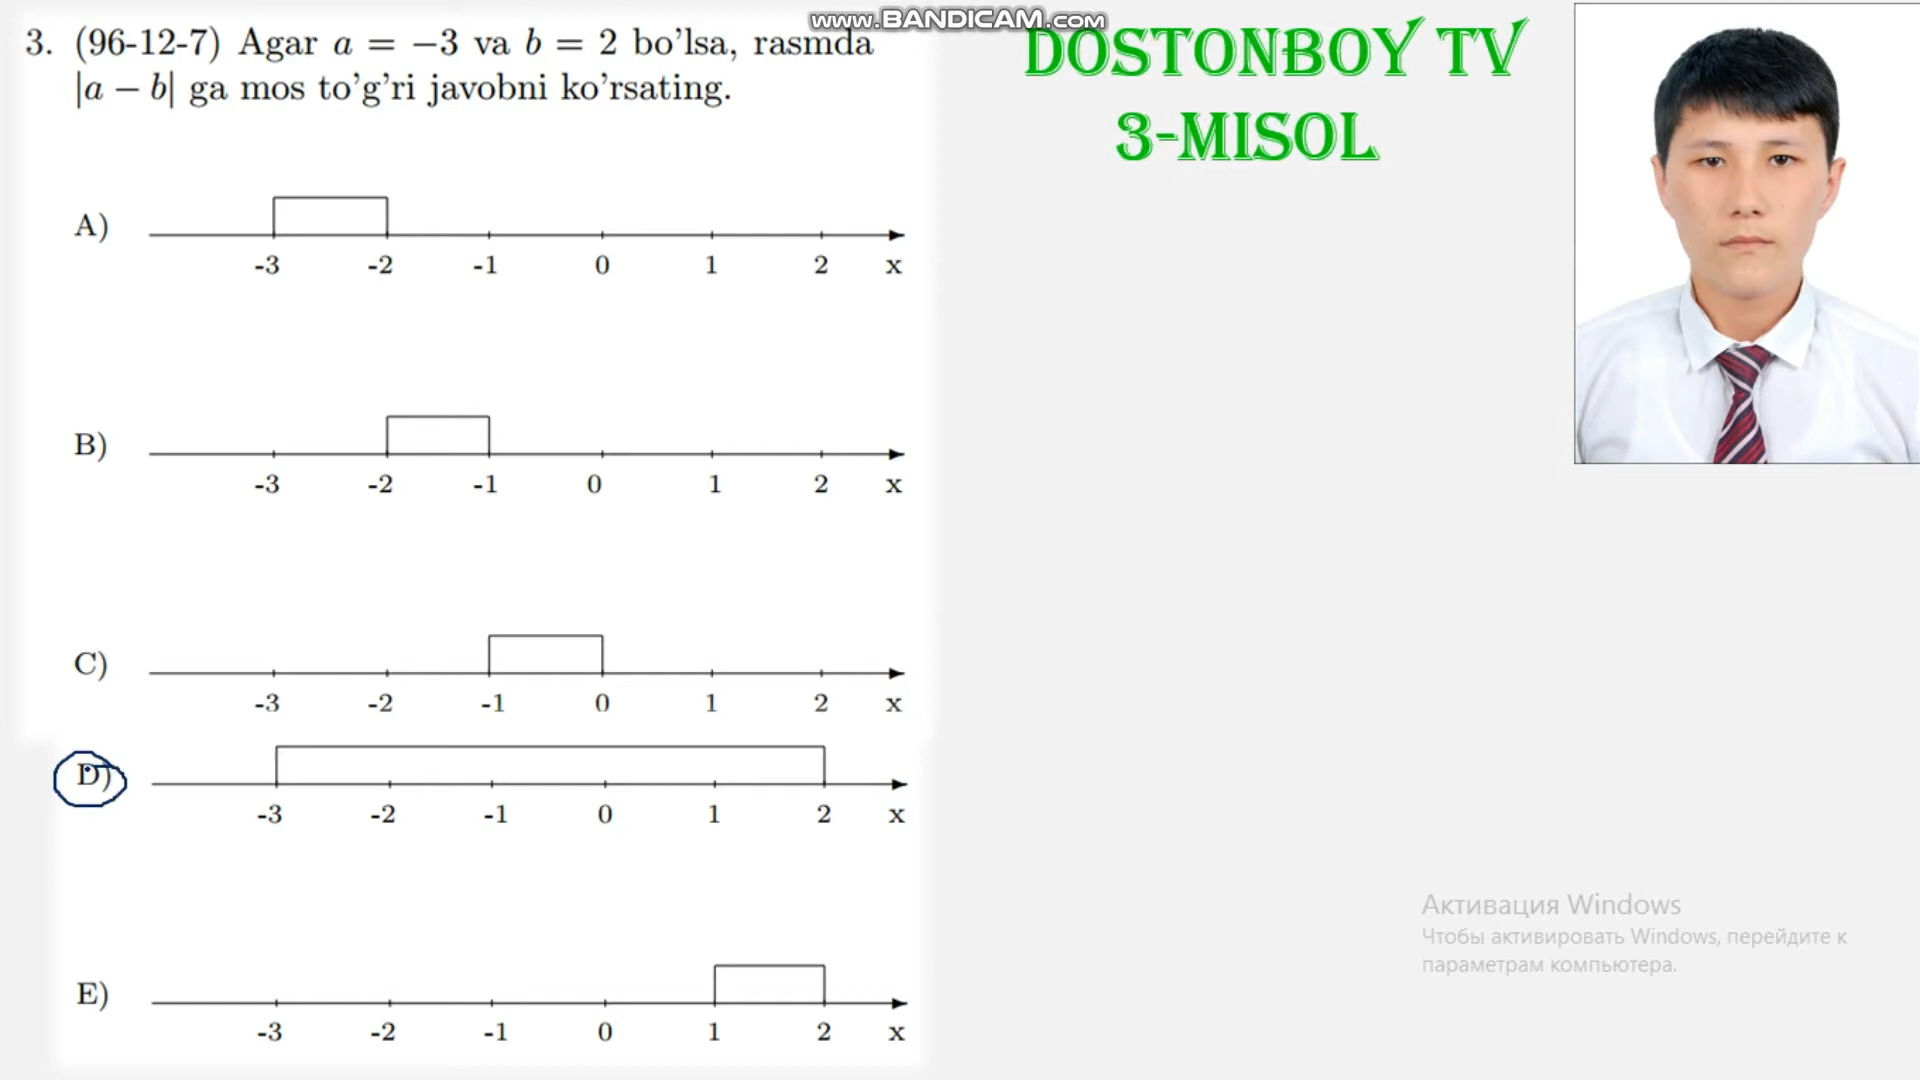 www.BANDICAM.com
3. (96-12-7) Agar a = −3 va b = 2 bo’lsa, rasmda
|a − b| ga mos to’g’ri javobni ko’rsating.
DOSTONBOY TV
3-MISOL
A)
-3 -2 -1 0 1 2 x
B)
-3 -2 -1 0 1 2 x
C)
-3 -2 -1 0 1 2 x
D)
-3 -2 -1 0 1 2 x
E)
-3 -2 -1 0 1 2 x
Активация Windows
Чтобы активировать Windows, перейдите к
параметрам компьютера.